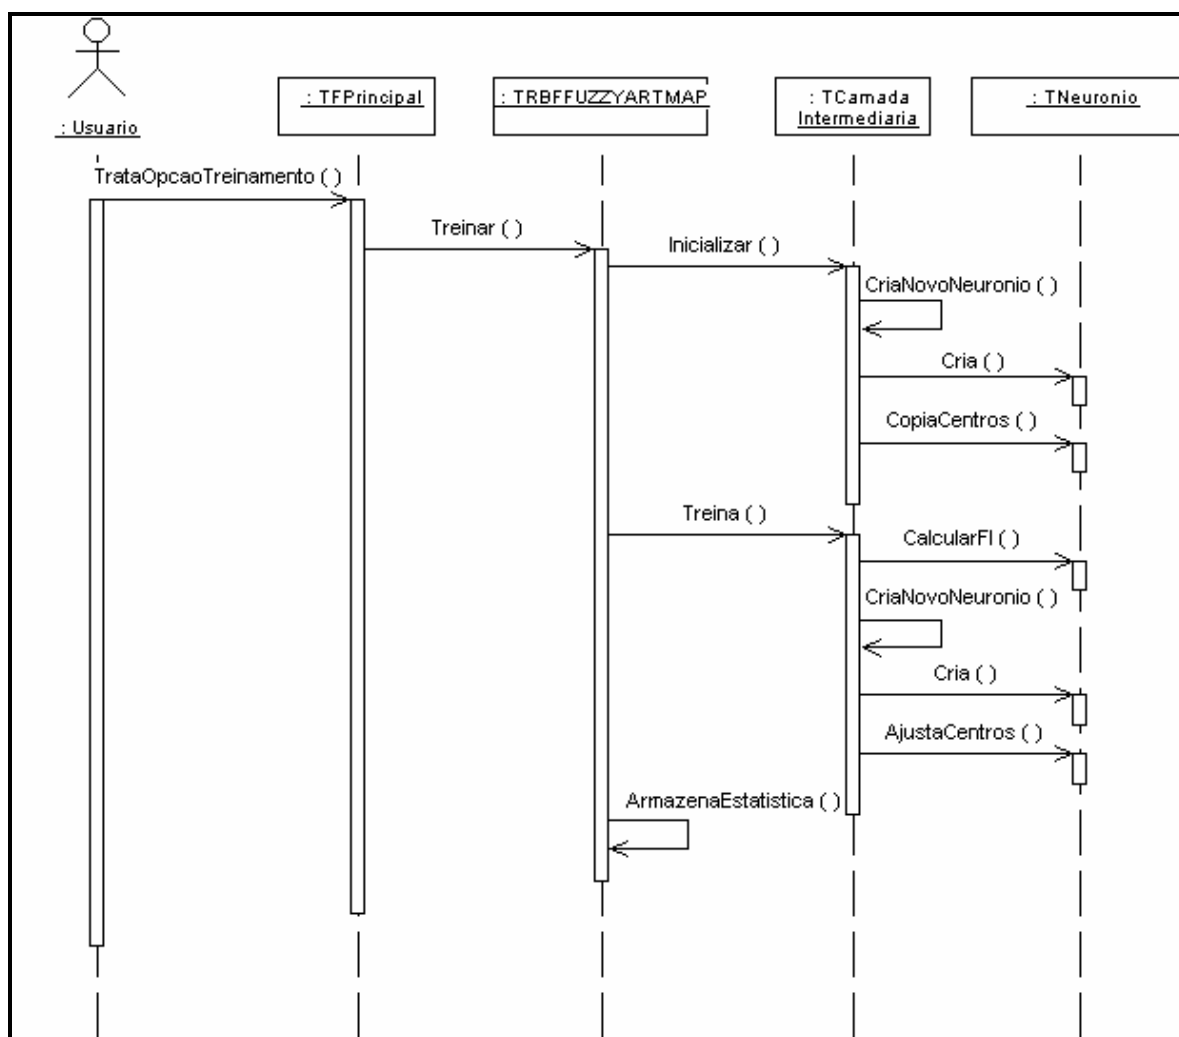 : TFPrincipal
: TRBFFUZZYARTMAP
: TCamada
Intermediaria
: TNeuronio
: Usuario
TrataOpcaoTreinamento ( )
Treinar ( )
Inicializar ( )
CriaNovoNeuronio ( )
Cria ( )
CopiaCentros ( )
Treina ( )
CalcularFI ( )
CriaNovoNeuronio ( )
Cria ( )
AjustaCentros ( )
ArmazenaEstatistica ( )